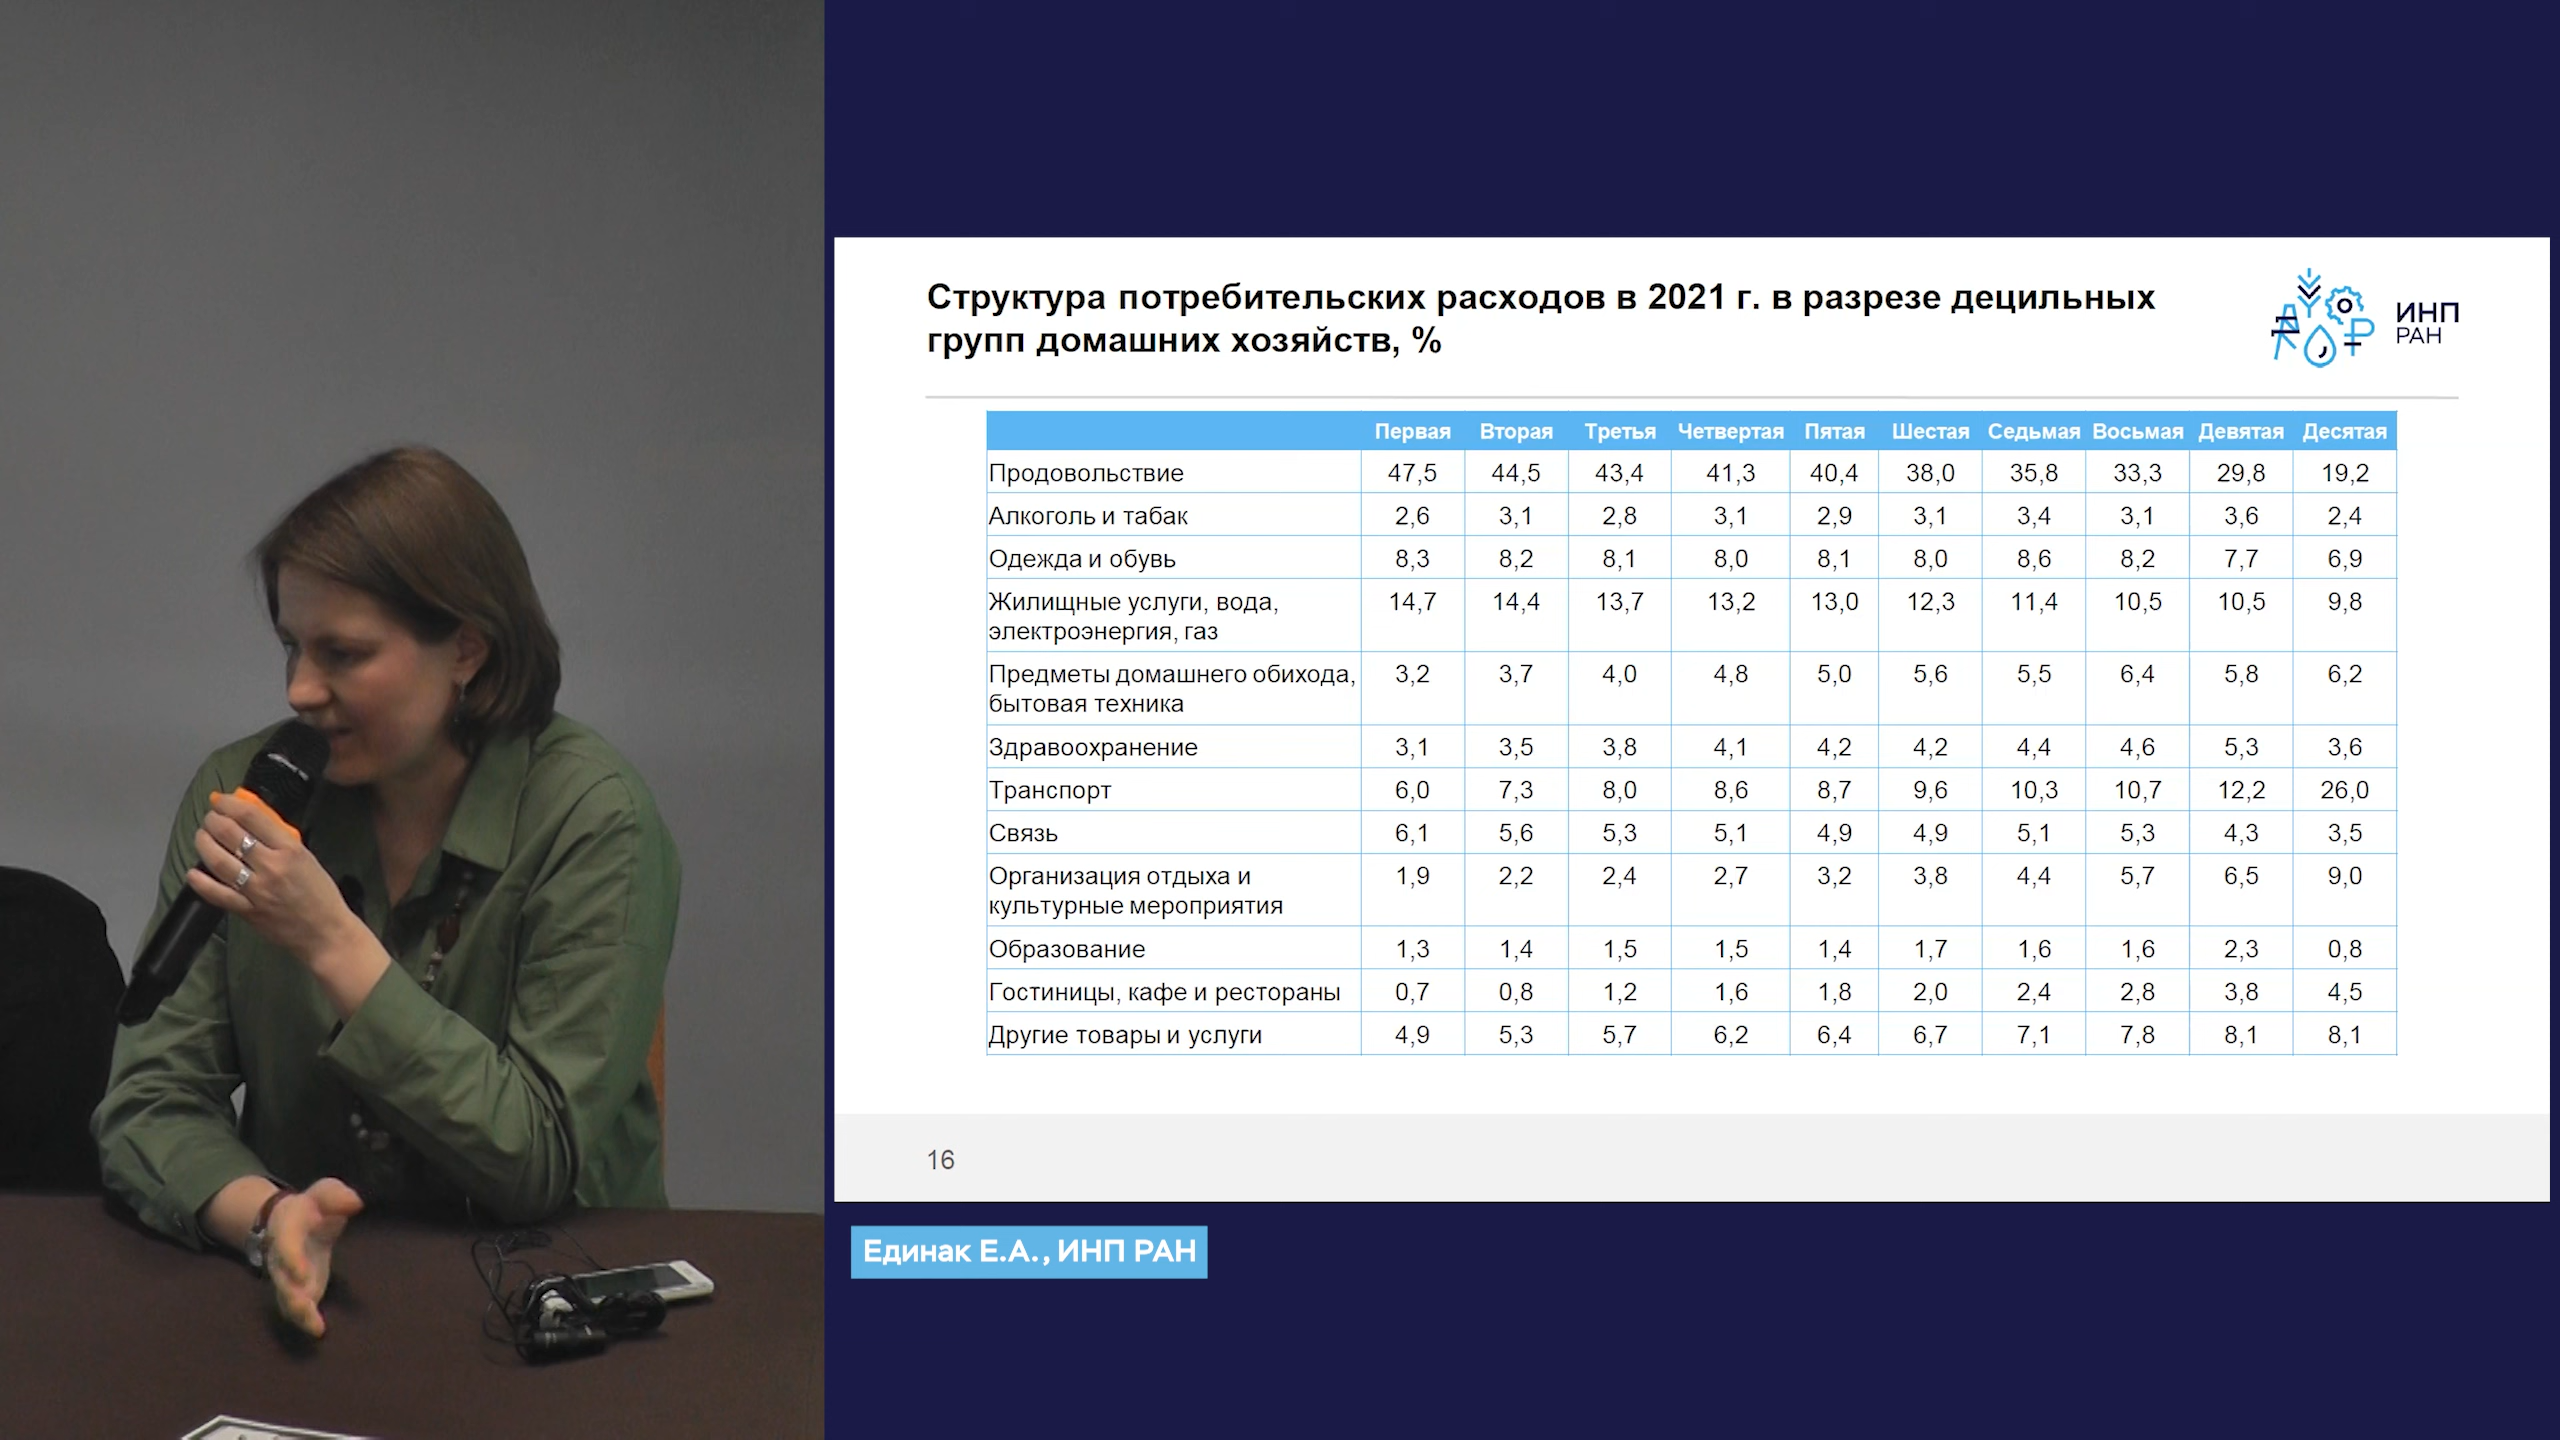 Структура потребительских расходов в 2021 г. в разрезе децильных
групп домашних хозяйств, %
ИНП
РАН
Первая Вторая Третья Четвертая Пятая Шестая Седьмая Восьмая Девятая Десятая
Продовольствие 47,5 44,5 43,4 41,3 40,4 38,0 35,8 33,3 29,8 19,2
Алкоголь и табак 2,6 3,1 2,8 3,1 2,9 3,1 3,4 3,1 3,6 2,4
Одежда и обувь 8,3 8,2 8,1 8,0 8,1 8,0 8,6 8,2 7,7 6,9
Жилищные услуги, вода, 14,7 14,4 13,7 13,2 13,0 12,3 11,4 10,5 10,5 9,8
электроэнергия, газ
Предметы домашнего обихода, 3,2 3,7 4,0 4,8 5,0 5,6 5,5 6,4 5,8 6,2
бытовая техника
Здравоохранение 3,1 3,5 3,8 4,1 4,2 4,2 4,4 4,6 5,3 3,6
Транспорт 6,0 7,3 8,0 8,6 8,7 9,6 10,3 10,7 12,2 26,0
Связь 6,1 5,6 5,3 5,1 4,9 4,9 5,1 5,3 4,3 3,5
Организация отдыха и 1,9 2,2 2,4 2,7 3,2 3,8 4,4 5,7 6,5 9,0
культурные мероприятия
Образование 1,3 1,4 1,5 1,5 1,4 1,7 1,6 1,6 2,3 0,8
Гостиницы, кафе и рестораны 0,7 0,8 1,2 1,6 1,8 2,0 2,4 2,8 3,8 4,5
Другие товары и услуги 4,9 5,3 5,7 6,2 6,4 6,7 7,1 7,8 8,1 8,1
16
Единак Е.А., ИНП РАН